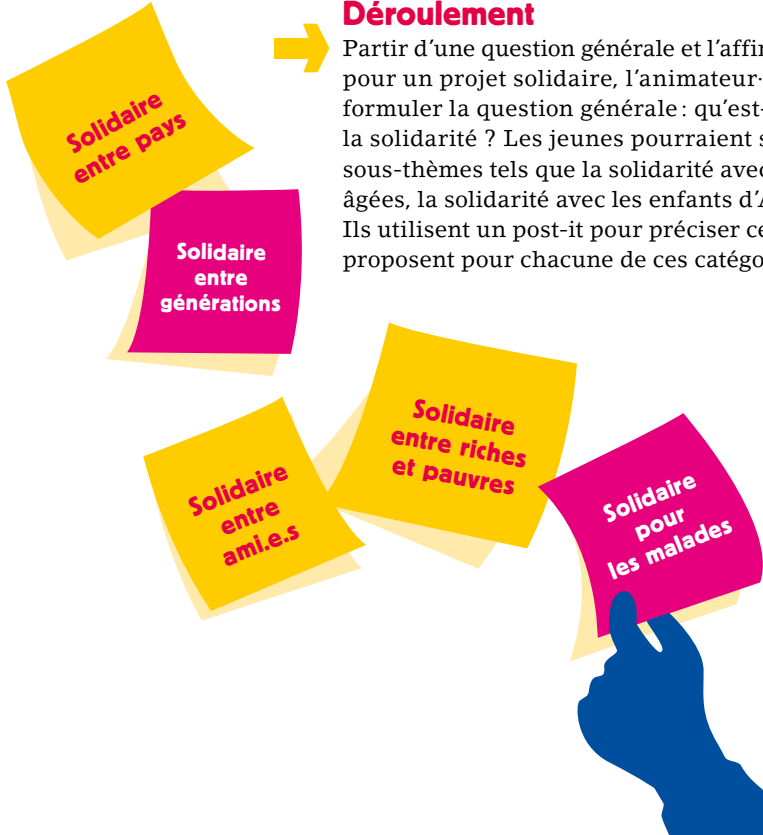 Déroulement
Partir d’une question générale et l’affir
pour un projet solidaire, l’animateur·
formuler la question générale : qu’est-
la solidarité ? Les jeunes pourraient s
sous-thèmes tels que la solidarité avec
âgées, la solidarité avec les enfants d’A
Ils utilisent un post-it pour préciser ce
proposent pour chacune de ces catégo
Solidaire
entre pays
Solidaire
entre
générations
Solidaire
entre riches
et pauvres
Solidaire
entre
ami.e.s
Solidaire
pour
les malades